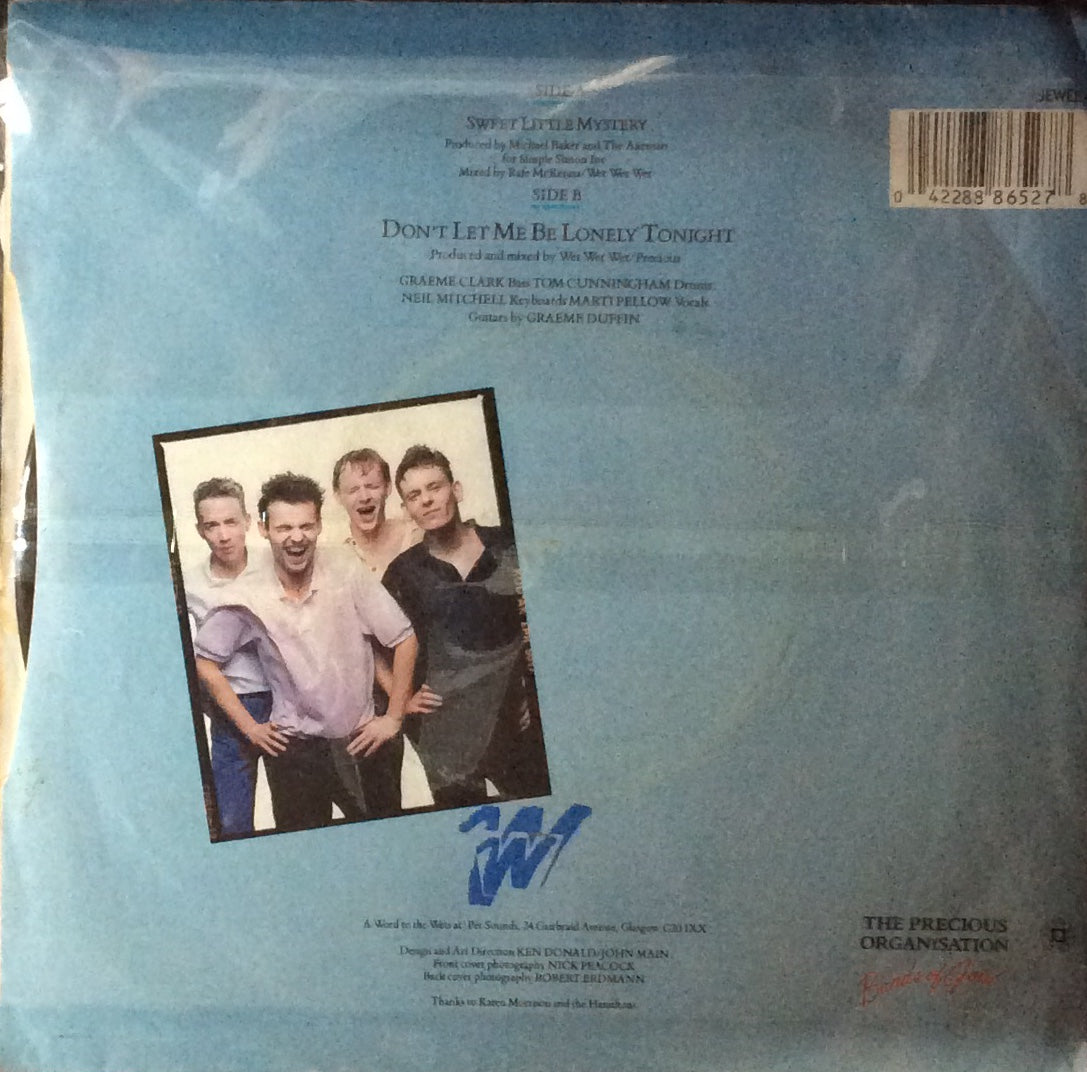 SIDE A
JEWEL
SWEET LITTLE MYSTERY
Produced by Michael Baker and The Axeman
for Simple Simon Inc
Mixed by Rafe McKenna/Wet Wet Wet
0 42288 86527 8
SIDE B
DON'T LET ME BE LONELY TONIGHT
Produced and mixed by Wet Wet Wet/Precious
GRAEME CLARK Bass TOM CUNNINGHAM Drums
NEIL MITCHELL Keyboards MARTI PELLOW Vocals
Guitars by GRAEME DUFFIN
A Word to the Wets at: Pet Sounds, 24 Gairbraid Avenue, Glasgow G20 1XX
Design and Art Direction KEN DONALD/JOHN MAIN
Front cover photography NICK PEACOCK
Back cover photography ROBERT ERDMANN
Thanks to Karen Morrison and the Hamiltons
THE PRECIOUS
ORGANISATION